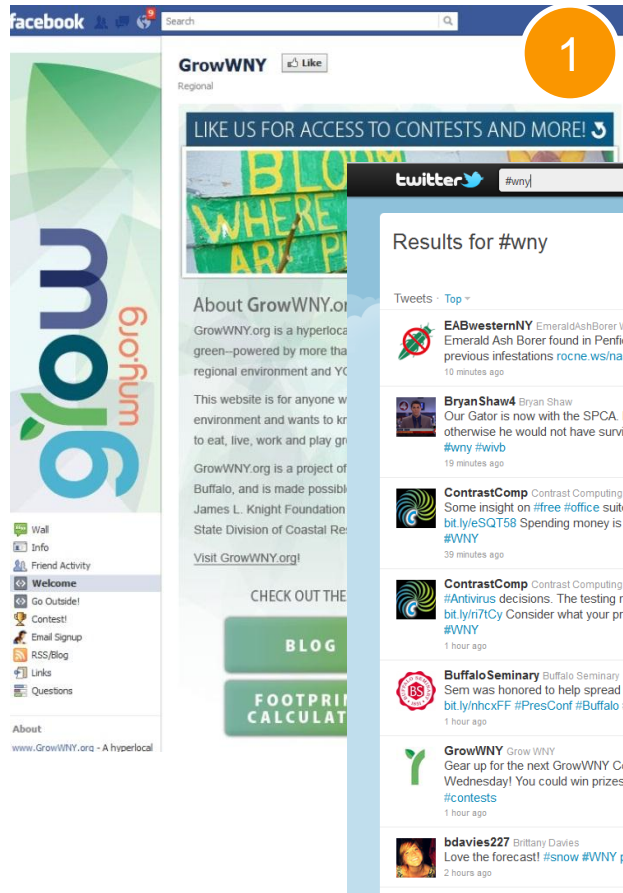 facebook
9
Search
1
GrowWNY
Like
Regional
LIKE US FOR ACCESS TO CONTESTS AND MORE!
BLOOM
WHERE
ARE
grow
wny.org
About GrowWNY.or
GrowWNY.org is a hyperloca
green--powered by more tha
regional environment and YO
This website is for anyone w
environment and wants to kn
to eat, live, work and play gr
GrowWNY.org is a project of
Buffalo, and is made possibl
James L. Knight Foundation
State Division of Coastal Re
Visit GrowWNY.org!
CHECK OUT THE
BLOG
FOOTPRI
CALCULAT
Wall
Info
Friend Activity
Welcome
Go Outside!
Contest!
Email Signup
RSS/Blog
Links
Questions
About
www.GrowWNY.org - A hyperlocal
twitter
#wny
Results for #wny
Tweets · Top
EABwesternNY EmeraldAshBorer
Emerald Ash Borer found in Penfi
previous infestations rocne.ws/na
10 minutes ago
BryanShaw4 Bryan Shaw
Our Gator is now with the SPCA.
otherwise he would not have survi
#wny #wivb
19 minutes ago
ContrastComp Contrast Computing
Some insight on #free #office suit
bit.ly/eSQT58 Spending money is
#WNY
39 minutes ago
ContrastComp Contrast Computing
#Antivirus decisions. The testing
bit.ly/ri7tCy Consider what your pr
#WNY
1 hour ago
BuffaloSeminary Buffalo Seminary
Sem was honored to help spread
bit.ly/nhcxFF #PresConf #Buffalo
1 hour ago
GrowWNY Grow WNY
Gear up for the next GrowWNY C
Wednesday! You could win prizes
#contests
1 hour ago
bdavies227 Brittany Davies
Love the forecast! #snow #WNY
2 hours ago